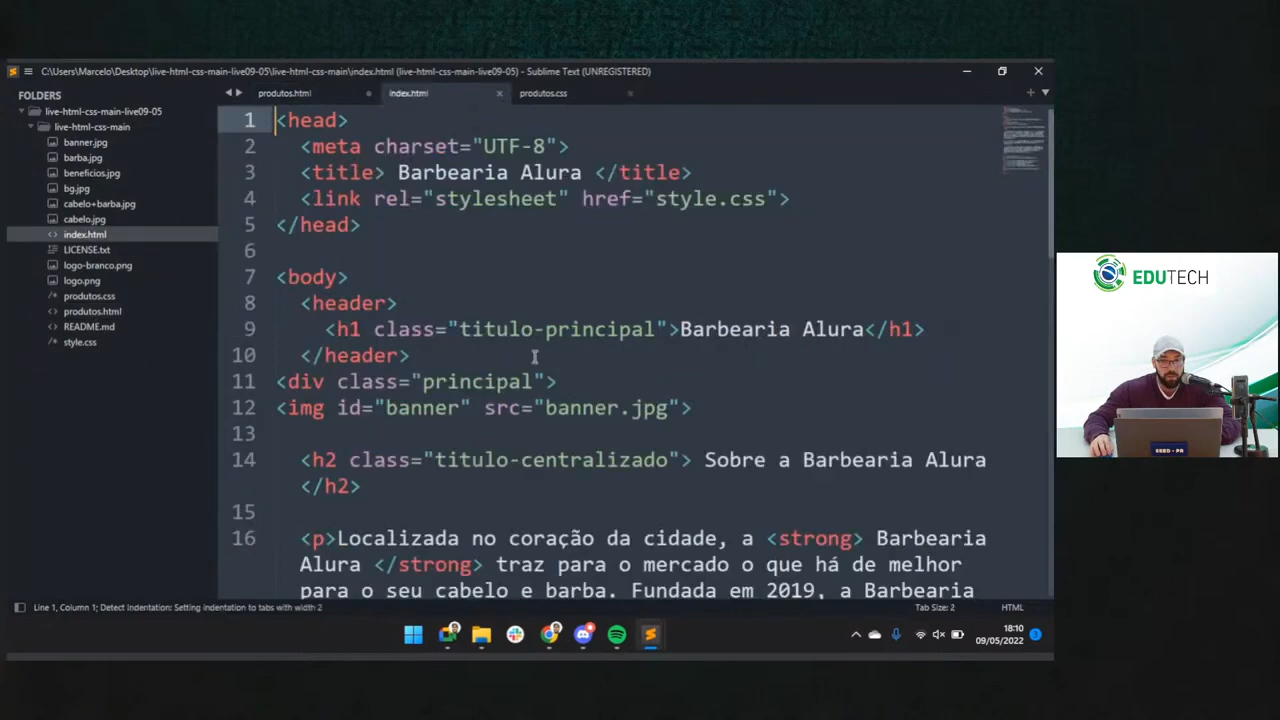 C:\Users\Marcelo\Desktop\live-html-css-main-live09-05\live-html-css-main\index.html (live-html-css-main-live09-05) - Sublime Text (UNREGISTERED)
FOLDERS
live-html-css-main-live09-05
live-html-css-main
banner.jpg
barba.jpg
beneficios.jpg
bg.jpg
cabelo+barba.jpg
cabelo.jpg
index.html
LICENSE.txt
logo-branco.png
logo.png
produtos.css
produtos.html
README.md
style.css
produtos.html
index.html
produtos.css
1 <head>
2 <meta charset="UTF-8">
3 <title> Barbearia Alura </title>
4 <link rel="stylesheet" href="style.css">
5 </head>
6
7 <body>
8 <header>
9 <h1 class="titulo-principal">Barbearia Alura</h1>
10 </header>
11 <div class="principal">
12 <img id="banner" src="banner.jpg">
13
14 <h2 class="titulo-centralizado"> Sobre a Barbearia Alura
</h2>
15
16 <p>Localizada no coração da cidade, a <strong> Barbearia
Alura </strong> traz para o mercado o que há de melhor
para o seu cabelo e barba. Fundada em 2019, a Barbearia
Line 1, Column 1; Detect Indentation: Setting indentation to tabs with width 2
Tab Size: 2
HTML
18:10
09/05/2022
3
EDUTECH
SEED - PR